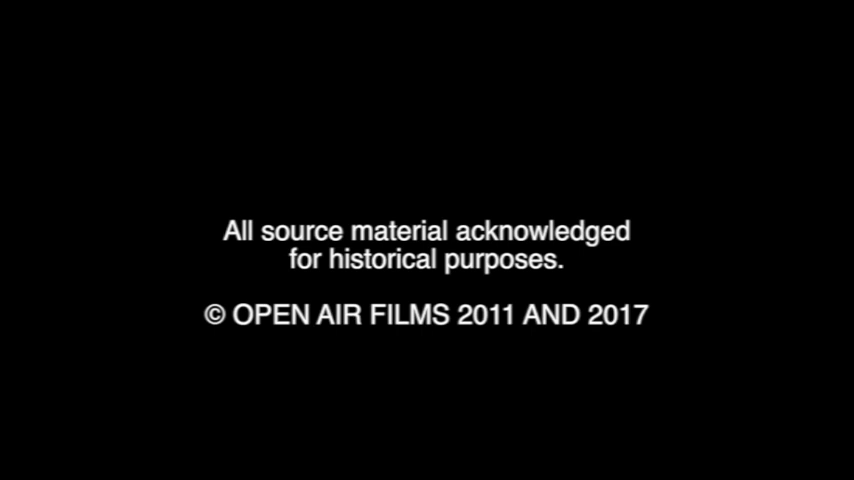 All source material acknowledged
for historical purposes.
© OPEN AIR FILMS 2011 AND 2017